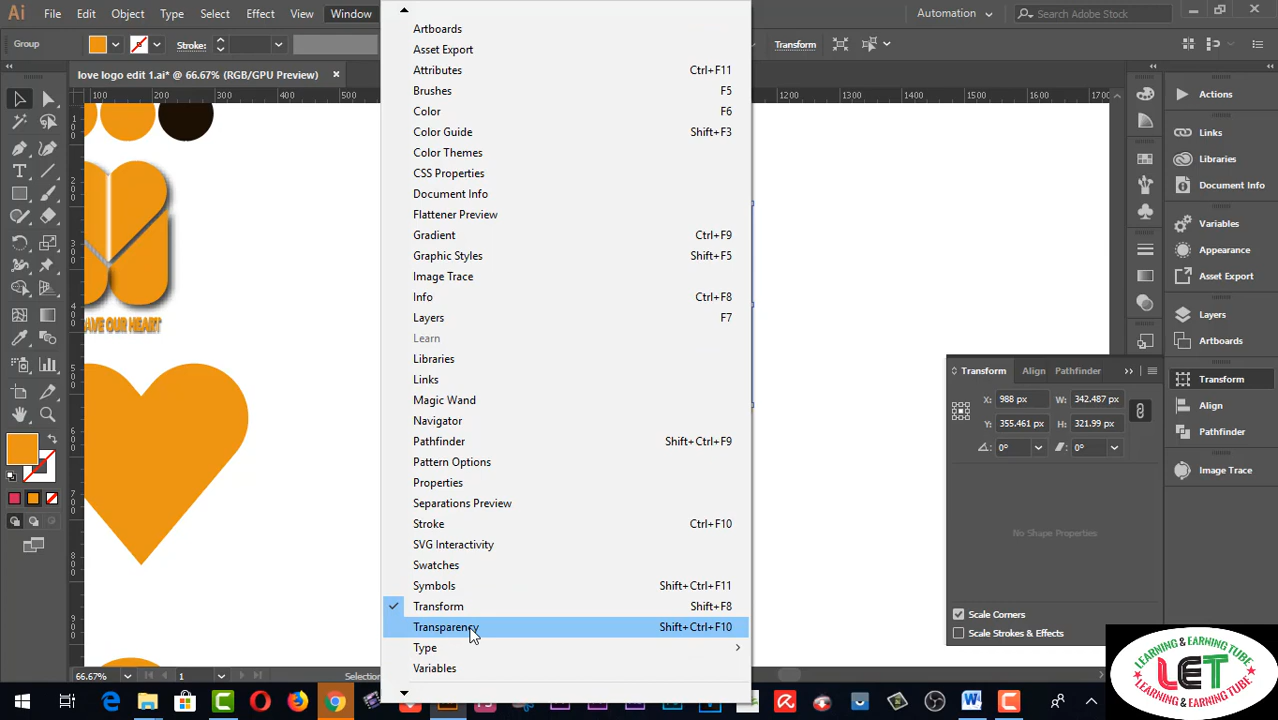 Ai File Edit Object Type Select Effect View Window Automation Search Adobe Stock
Group Stroke: Transform
love logo edit 1.ai* @ 66.67% (RGB/GPU Preview) ×
100 200 300 400 500 1200 1300 1400 1500 1600 1700
Artboards
Asset Export
Attributes Ctrl+F11
Brushes F5
Color F6
Color Guide Shift+F3
Color Themes
CSS Properties
Document Info
Flattener Preview
Gradient Ctrl+F9
Graphic Styles Shift+F5
Image Trace
Info Ctrl+F8
Layers F7
Learn
Libraries
Links
Magic Wand
Navigator
Pathfinder Shift+Ctrl+F9
Pattern Options
Properties
Separations Preview
Stroke Ctrl+F10
SVG Interactivity
Swatches
Symbols Shift+Ctrl+F11
Transform Shift+F8
Transparency Shift+Ctrl+F10
Type
Variables
AVE OUR HEART
Actions
Links
Libraries
Document Info
Variables
Appearance
Asset Export
Layers
Artboards
Transform
Align
Pathfinder
Image Trace
Transform Align Pathfinder
X: 988 px W: 342.487 px
Y: 355.461 px H: 321.99 px
0° 0°
No Shape Properties
Scale Corners
Scale Strokes & Effects
66.67% 1 Selection
LEARNING & EARNING TUBE
LET
LEARNING & EARNING TUBE